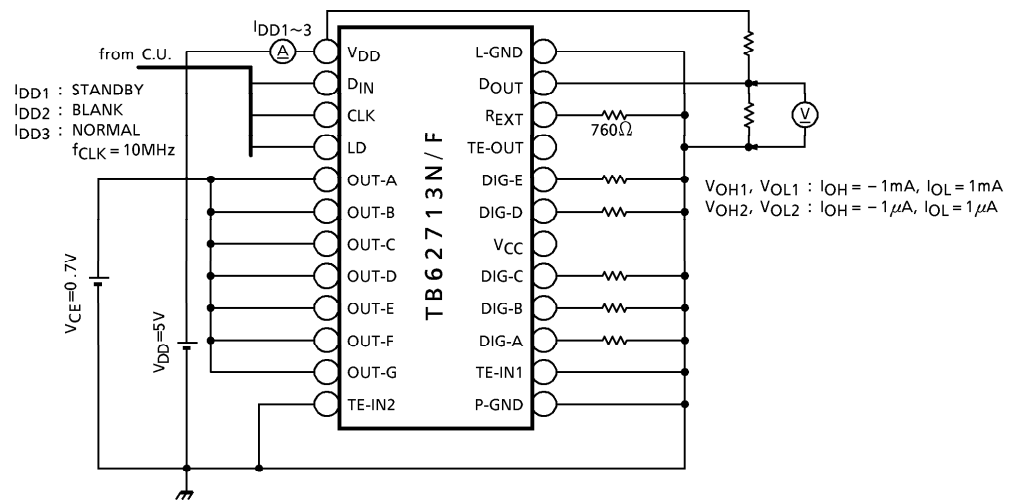 IDD1~3
from C.U.
IDD1 : STANDBY
IDD2 : BLANK
IDD3 : NORMAL
fCLK = 10MHz
A
VDD
DIN
CLK
LD
OUT-A
OUT-B
OUT-C
OUT-D
OUT-E
OUT-F
OUT-G
TE-IN2
TB62713N/F
L-GND
DOUT
REXT
TE-OUT
DIG-E
DIG-D
VCC
DIG-C
DIG-B
DIG-A
TE-IN1
P-GND
760Ω
V
VOH1, VOL1 : IOH = −1mA, IOL = 1mA
VOH2, VOL2 : IOH = −1μA, IOL = 1μA
VCE=0.7V
VDD=5V